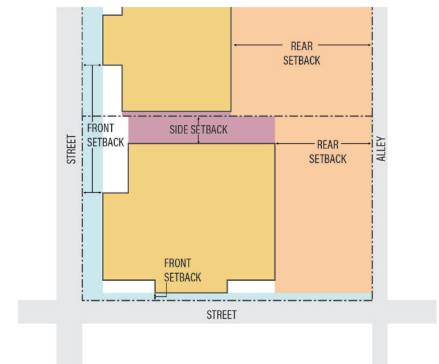 REAR
SETBACK
FRONT
SETBACK
SIDE SETBACK
REAR
SETBACK
STREET
ALLEY
FRONT
SETBACK
STREET